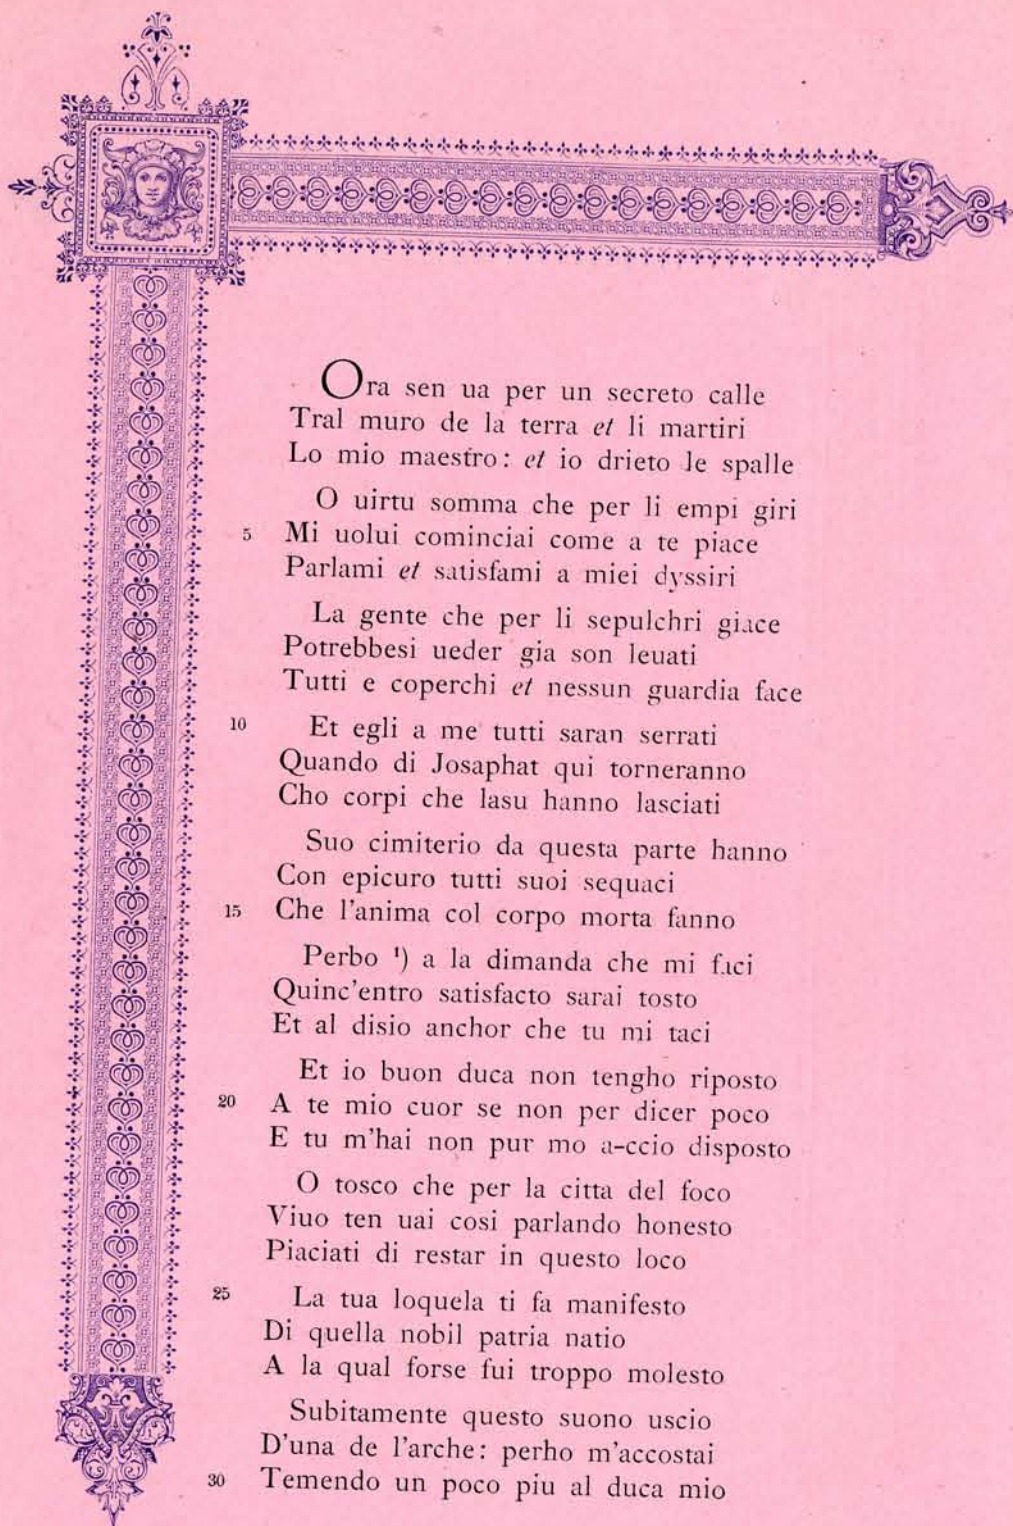 Ora sen ua per un secreto calle
Tral muro de la terra et li martiri
Lo mio maestro: et io drieto le spalle
O uirtu somma che per li empi giri
5 Mi uolui cominciai come a te piace
Parlami et satisfami a miei dyssiri
La gente che per li sepulchri giace
Potrebbesi ueder gia son leuati
Tutti e coperchi et nessun guardia face
10 Et egli a me tutti saran serrati
Quando di Josaphat qui torneranno
Cho corpi che lasu hanno lasciati
Suo cimiterio da questa parte hanno
Con epicuro tutti suoi sequaci
15 Che l'anima col corpo morta fanno
Perbo ¹) a la dimanda che mi faci
Quinc'entro satisfacto sarai tosto
Et al disio anchor che tu mi taci
Et io buon duca non tengho riposto
20 A te mio cuor se non per dicer poco
E tu m'hai non pur mo a-ccio disposto
O tosco che per la citta del foco
Viuo ten uai cosi parlando honesto
Piaciati di restar in questo loco
25 La tua loquela ti fa manifesto
Di quella nobil patria natio
A la qual forse fui troppo molesto
Subitamente questo suono uscio
D'una de l'arche: perho m'accostai
30 Temendo un poco piu al duca mio